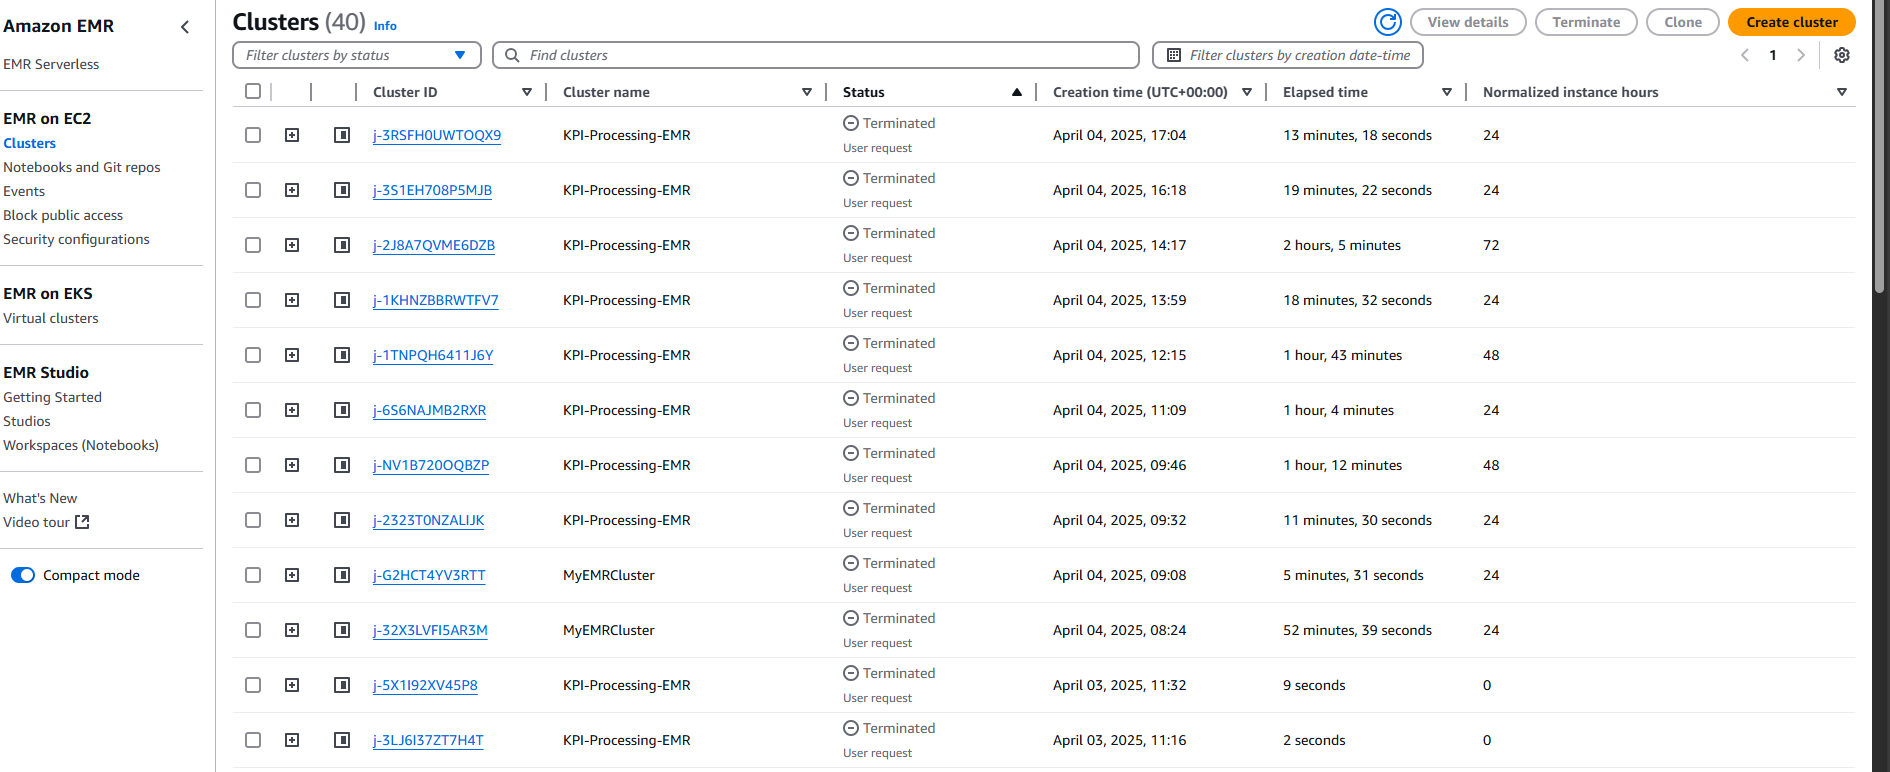 Amazon EMR
EMR Serverless
EMR on EC2
Clusters
Notebooks and Git repos
Events
Block public access
Security configurations
EMR on EKS
Virtual clusters
EMR Studio
Getting Started
Studios
Workspaces (Notebooks)
What's New
Video tour
Compact mode
Clusters (40) Info
View details Terminate Clone Create cluster
Filter clusters by status Find clusters Filter clusters by creation date-time 1
Cluster ID Cluster name Status Creation time (UTC+00:00) Elapsed time Normalized instance hours
j-3RSFH0UWTOQX9 KPI-Processing-EMR Terminated April 04, 2025, 17:04 13 minutes, 18 seconds 24
User request
j-3S1EH708P5MJB KPI-Processing-EMR Terminated April 04, 2025, 16:18 19 minutes, 22 seconds 24
User request
j-2J8A7QVME6DZB KPI-Processing-EMR Terminated April 04, 2025, 14:17 2 hours, 5 minutes 72
User request
j-1KHNZBBRWTFV7 KPI-Processing-EMR Terminated April 04, 2025, 13:59 18 minutes, 32 seconds 24
User request
j-1TNPQH6411J6Y KPI-Processing-EMR Terminated April 04, 2025, 12:15 1 hour, 43 minutes 48
User request
j-6S6NAJMB2RXR KPI-Processing-EMR Terminated April 04, 2025, 11:09 1 hour, 4 minutes 24
User request
j-NV1B720OQBZP KPI-Processing-EMR Terminated April 04, 2025, 09:46 1 hour, 12 minutes 48
User request
j-2323T0NZALIJK KPI-Processing-EMR Terminated April 04, 2025, 09:32 11 minutes, 30 seconds 24
User request
j-G2HCT4YV3RTT MyEMRCluster Terminated April 04, 2025, 09:08 5 minutes, 31 seconds 24
User request
j-32X3LVFI5AR3M MyEMRCluster Terminated April 04, 2025, 08:24 52 minutes, 39 seconds 24
User request
j-5X1I92XV45P8 KPI-Processing-EMR Terminated April 03, 2025, 11:32 9 seconds 0
User request
j-3LJ6I37ZT7H4T KPI-Processing-EMR Terminated April 03, 2025, 11:16 2 seconds 0
User request